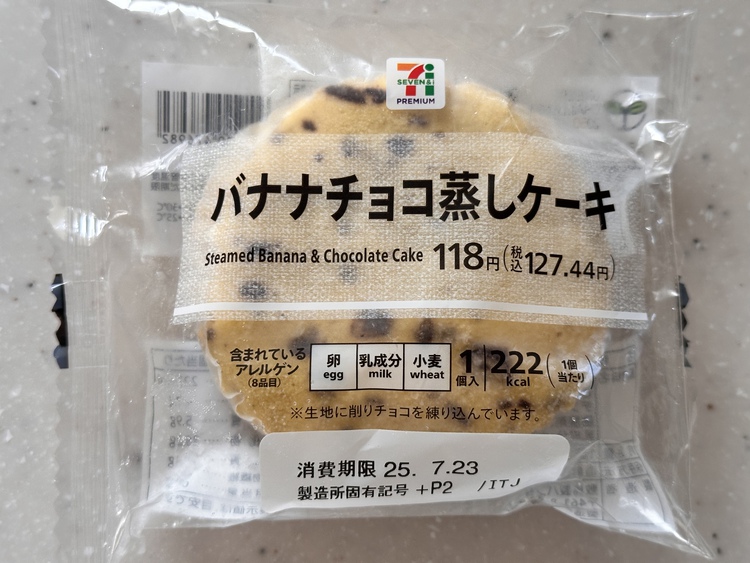 SEVEN&i
PREMIUM
バナナチョコ蒸しケーキ
Steamed Banana & Chocolate Cake 118円(税込127.44円)
含まれている
アレルゲン
(8品目)
卵 乳成分 小麦
egg milk wheat
1個入 222kcal (1個当たり)
※生地に削りチョコを練り込んでいます。
消費期限 25. 7.23
製造所固有記号 +P2 /ITJ